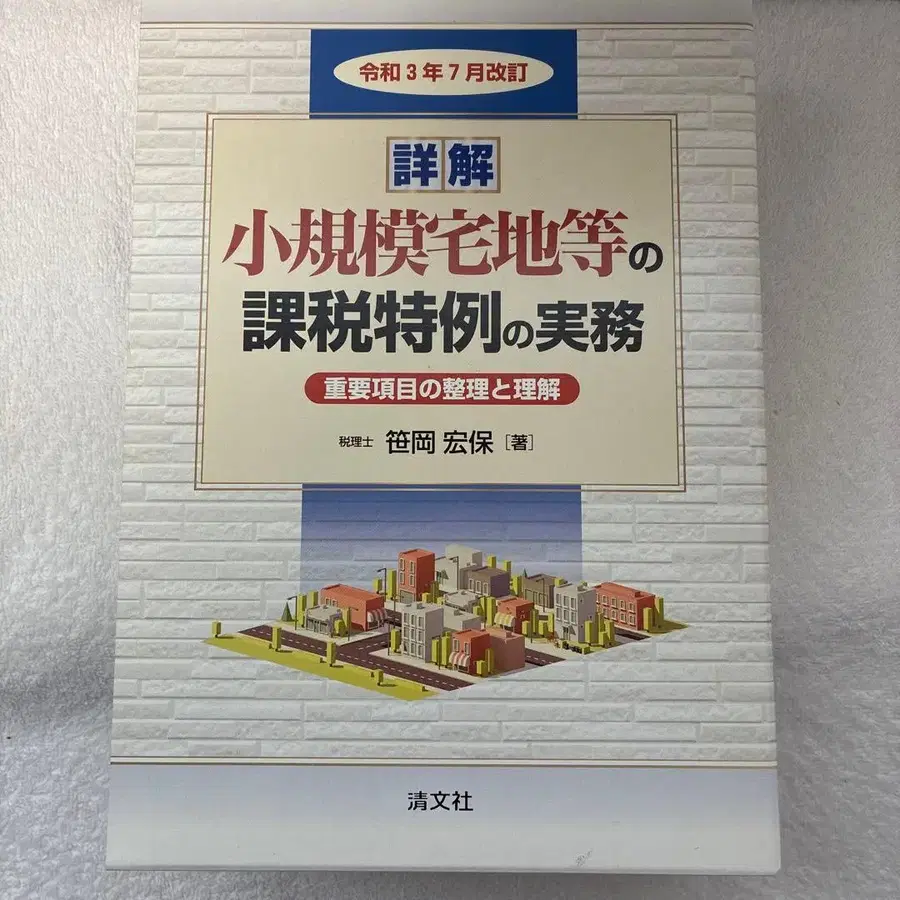 令和3年7月改訂
詳解
小規模宅地等の
課税特例の実務
重要項目の整理と理解
税理士 笹岡 宏保 [著]
清文社